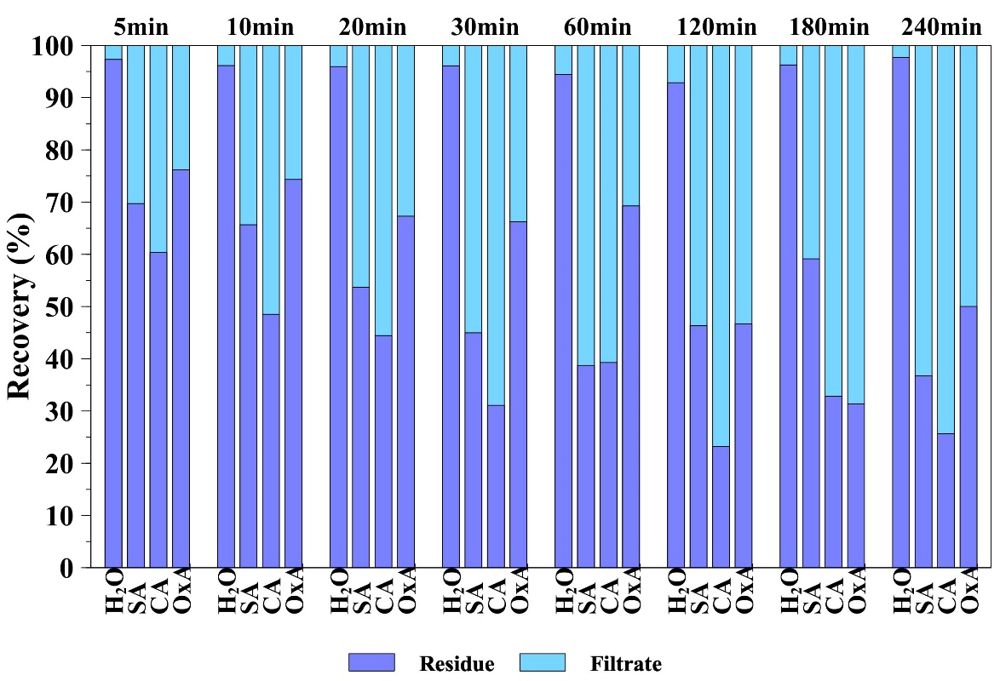 5min 10min 20min 30min 60min 120min 180min 240min
Recovery (%)
100
90
80
70
60
50
40
30
20
10
0
H₂O SA CA OxA H₂O SA CA OxA H₂O SA CA OxA H₂O SA CA OxA H₂O SA CA OxA H₂O SA CA OxA H₂O SA CA OxA H₂O SA CA OxA
Residue Filtrate